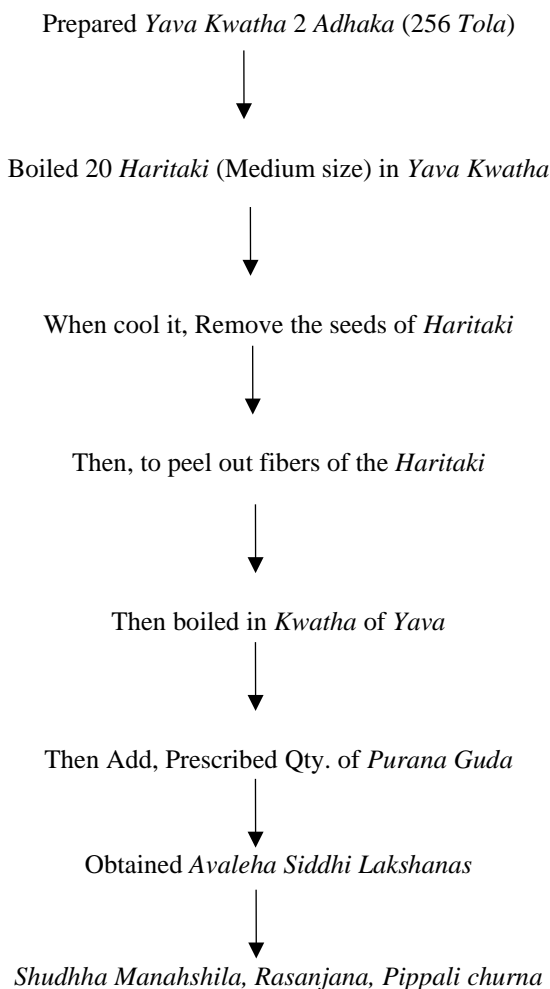 Prepared Yava Kwatha 2 Adhaka (256 Tola)
Boiled 20 Haritaki (Medium size) in Yava Kwatha
When cool it, Remove the seeds of Haritaki
Then, to peel out fibers of the Haritaki
Then boiled in Kwatha of Yava
Then Add, Prescribed Qty. of Purana Guda
Obtained Avaleha Siddhi Lakshanas
Shudhha Manahshila, Rasanjana, Pippali churna